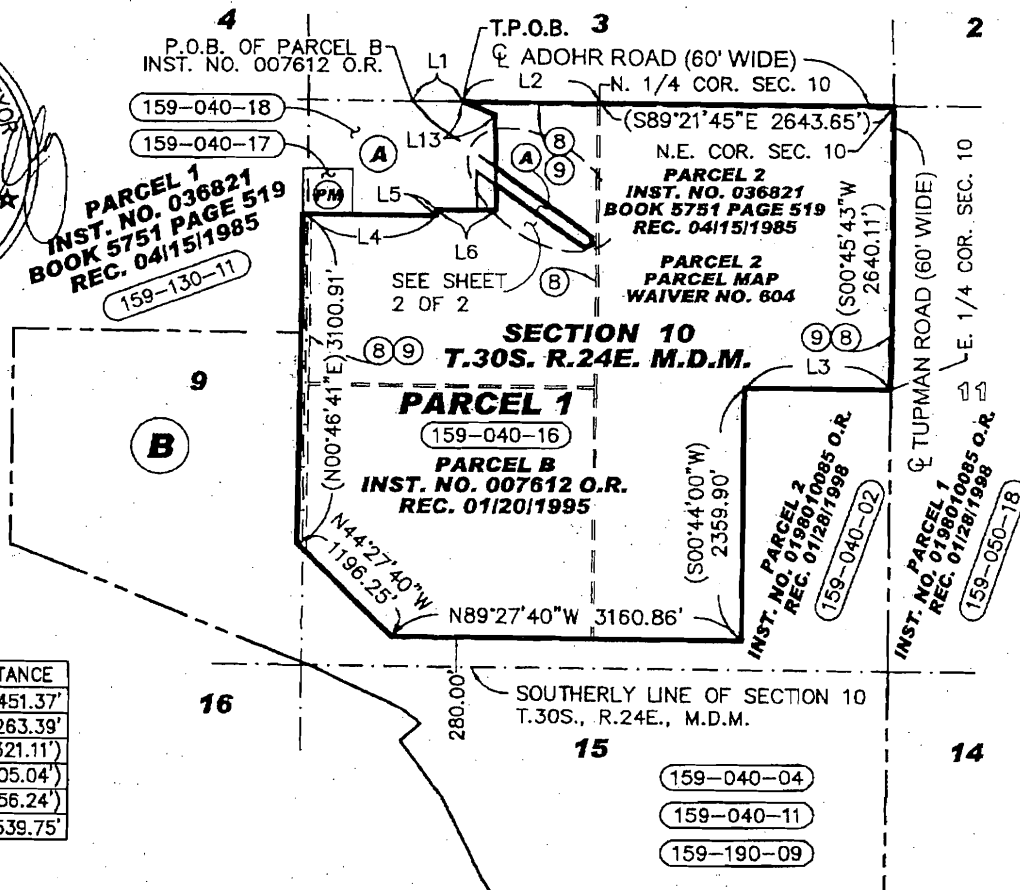 4
T.P.O.B.
3
2
P.O.B. OF PARCEL B
INST. NO. 007612 O.R.
L1
℄ ADOHR ROAD (60' WIDE)
L2
N. 1/4 COR. SEC. 10
159-040-18
(S89°21'45"E 2643.65')
L13
A
A
8
9
N.E. COR. SEC. 10
159-040-17
PM
PARCEL 1
INST. NO. 036821
BOOK 5751 PAGE 519
REC. 04/15/1985
159-130-11
PARCEL 2
INST. NO. 036821
BOOK 5751 PAGE 519
REC. 04/15/1985
PARCEL 2
PARCEL MAP
WAIVER NO. 604
L5
L4
L6
SEE SHEET
2 OF 2
8
(S00°45'43"W
2640.11')
℄ TUPMAN ROAD (60' WIDE)
E. 1/4 COR. SEC. 10
(N00°46'41"E) 3100.91'
8 9
SECTION 10
T.30S. R.24E. M.D.M.
9 8
L3
9
11
B
PARCEL 1
159-040-16
PARCEL B
INST. NO. 007612 O.R.
REC. 01/20/1995
(S00°44'00"W)
2359.90'
PARCEL 2
INST. NO. 0198010085 O.R.
REC. 01/28/1998
159-040-02
PARCEL 1
INST. NO. 0198010085 O.R.
REC. 01/28/1998
159-050-18
N44°27'40"W
1196.25'
N89°27'40"W 3160.86'
280.00'
SOUTHERLY LINE OF SECTION 10
T.30S., R.24E., M.D.M.
16
15
14
TANCE
451.37'
263.39'
321.11')
05.04')
56.24')
539.75'
159-040-04
159-040-11
159-190-09